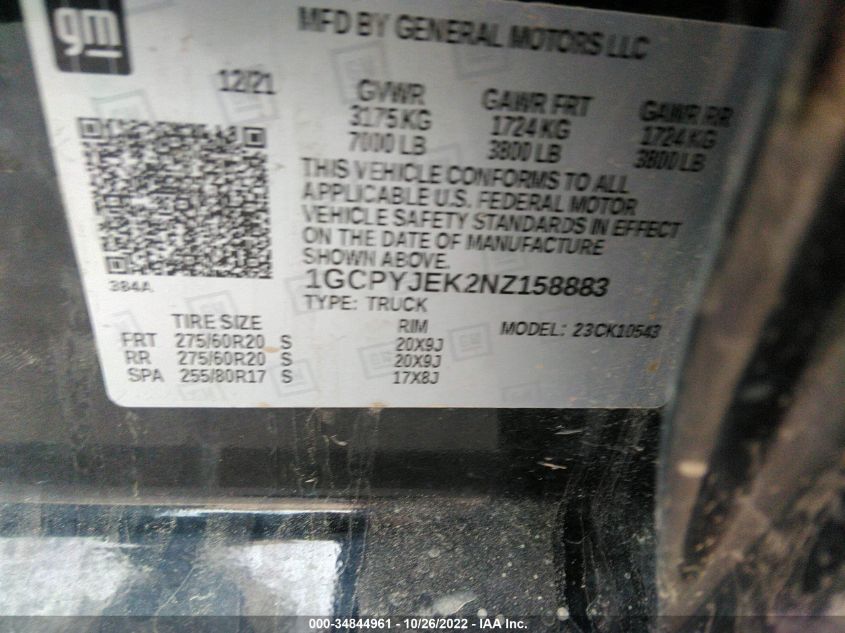 gm
MFD BY GENERAL MOTORS LLC
12/21 GVWR GAWR FRT GAWR RR
3175 KG 1724 KG 1724 KG
7000 LB 3800 LB 3800 LB
THIS VEHICLE CONFORMS TO ALL
APPLICABLE U.S. FEDERAL MOTOR
VEHICLE SAFETY STANDARDS IN EFFECT
ON THE DATE OF MANUFACTURE
SHOWN ABOVE.
384A
1GCPYJEK2NZ158883
TYPE: TRUCK
TIRE SIZE RIM MODEL: 23CK10543
FRT 275/60R20 S 20X9J
RR 275/60R20 S 20X9J
SPA 255/80R17 S 17X8J
000-34844961 | 10/26/2022 | IAA Inc.